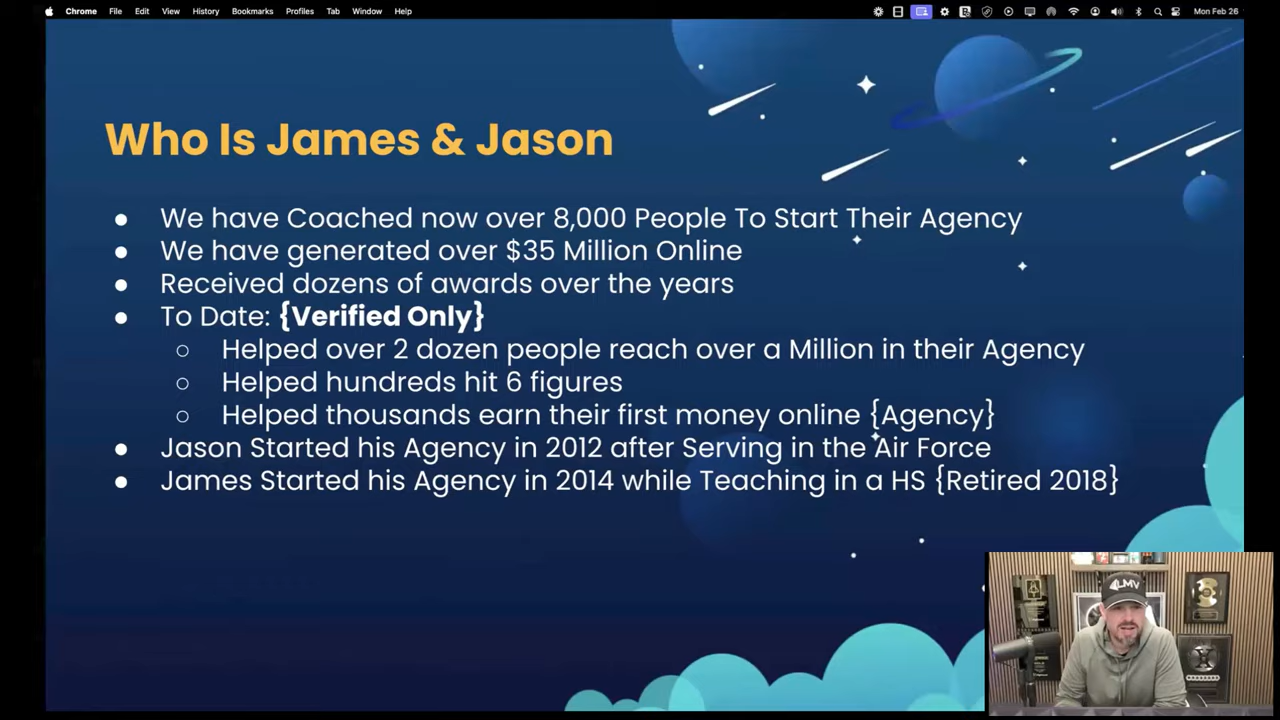 Chrome File Edit View History Bookmarks Profiles Tab Window Help Mon Feb 26
Who Is James & Jason
● We have Coached now over 8,000 People To Start Their Agency
● We have generated over $35 Million Online
● Received dozens of awards over the years
● To Date: {Verified Only}
○ Helped over 2 dozen people reach over a Million in their Agency
○ Helped hundreds hit 6 figures
○ Helped thousands earn their first money online {Agency}
● Jason Started his Agency in 2012 after Serving in the Air Force
● James Started his Agency in 2014 while Teaching in a HS {Retired 2018}
LMV